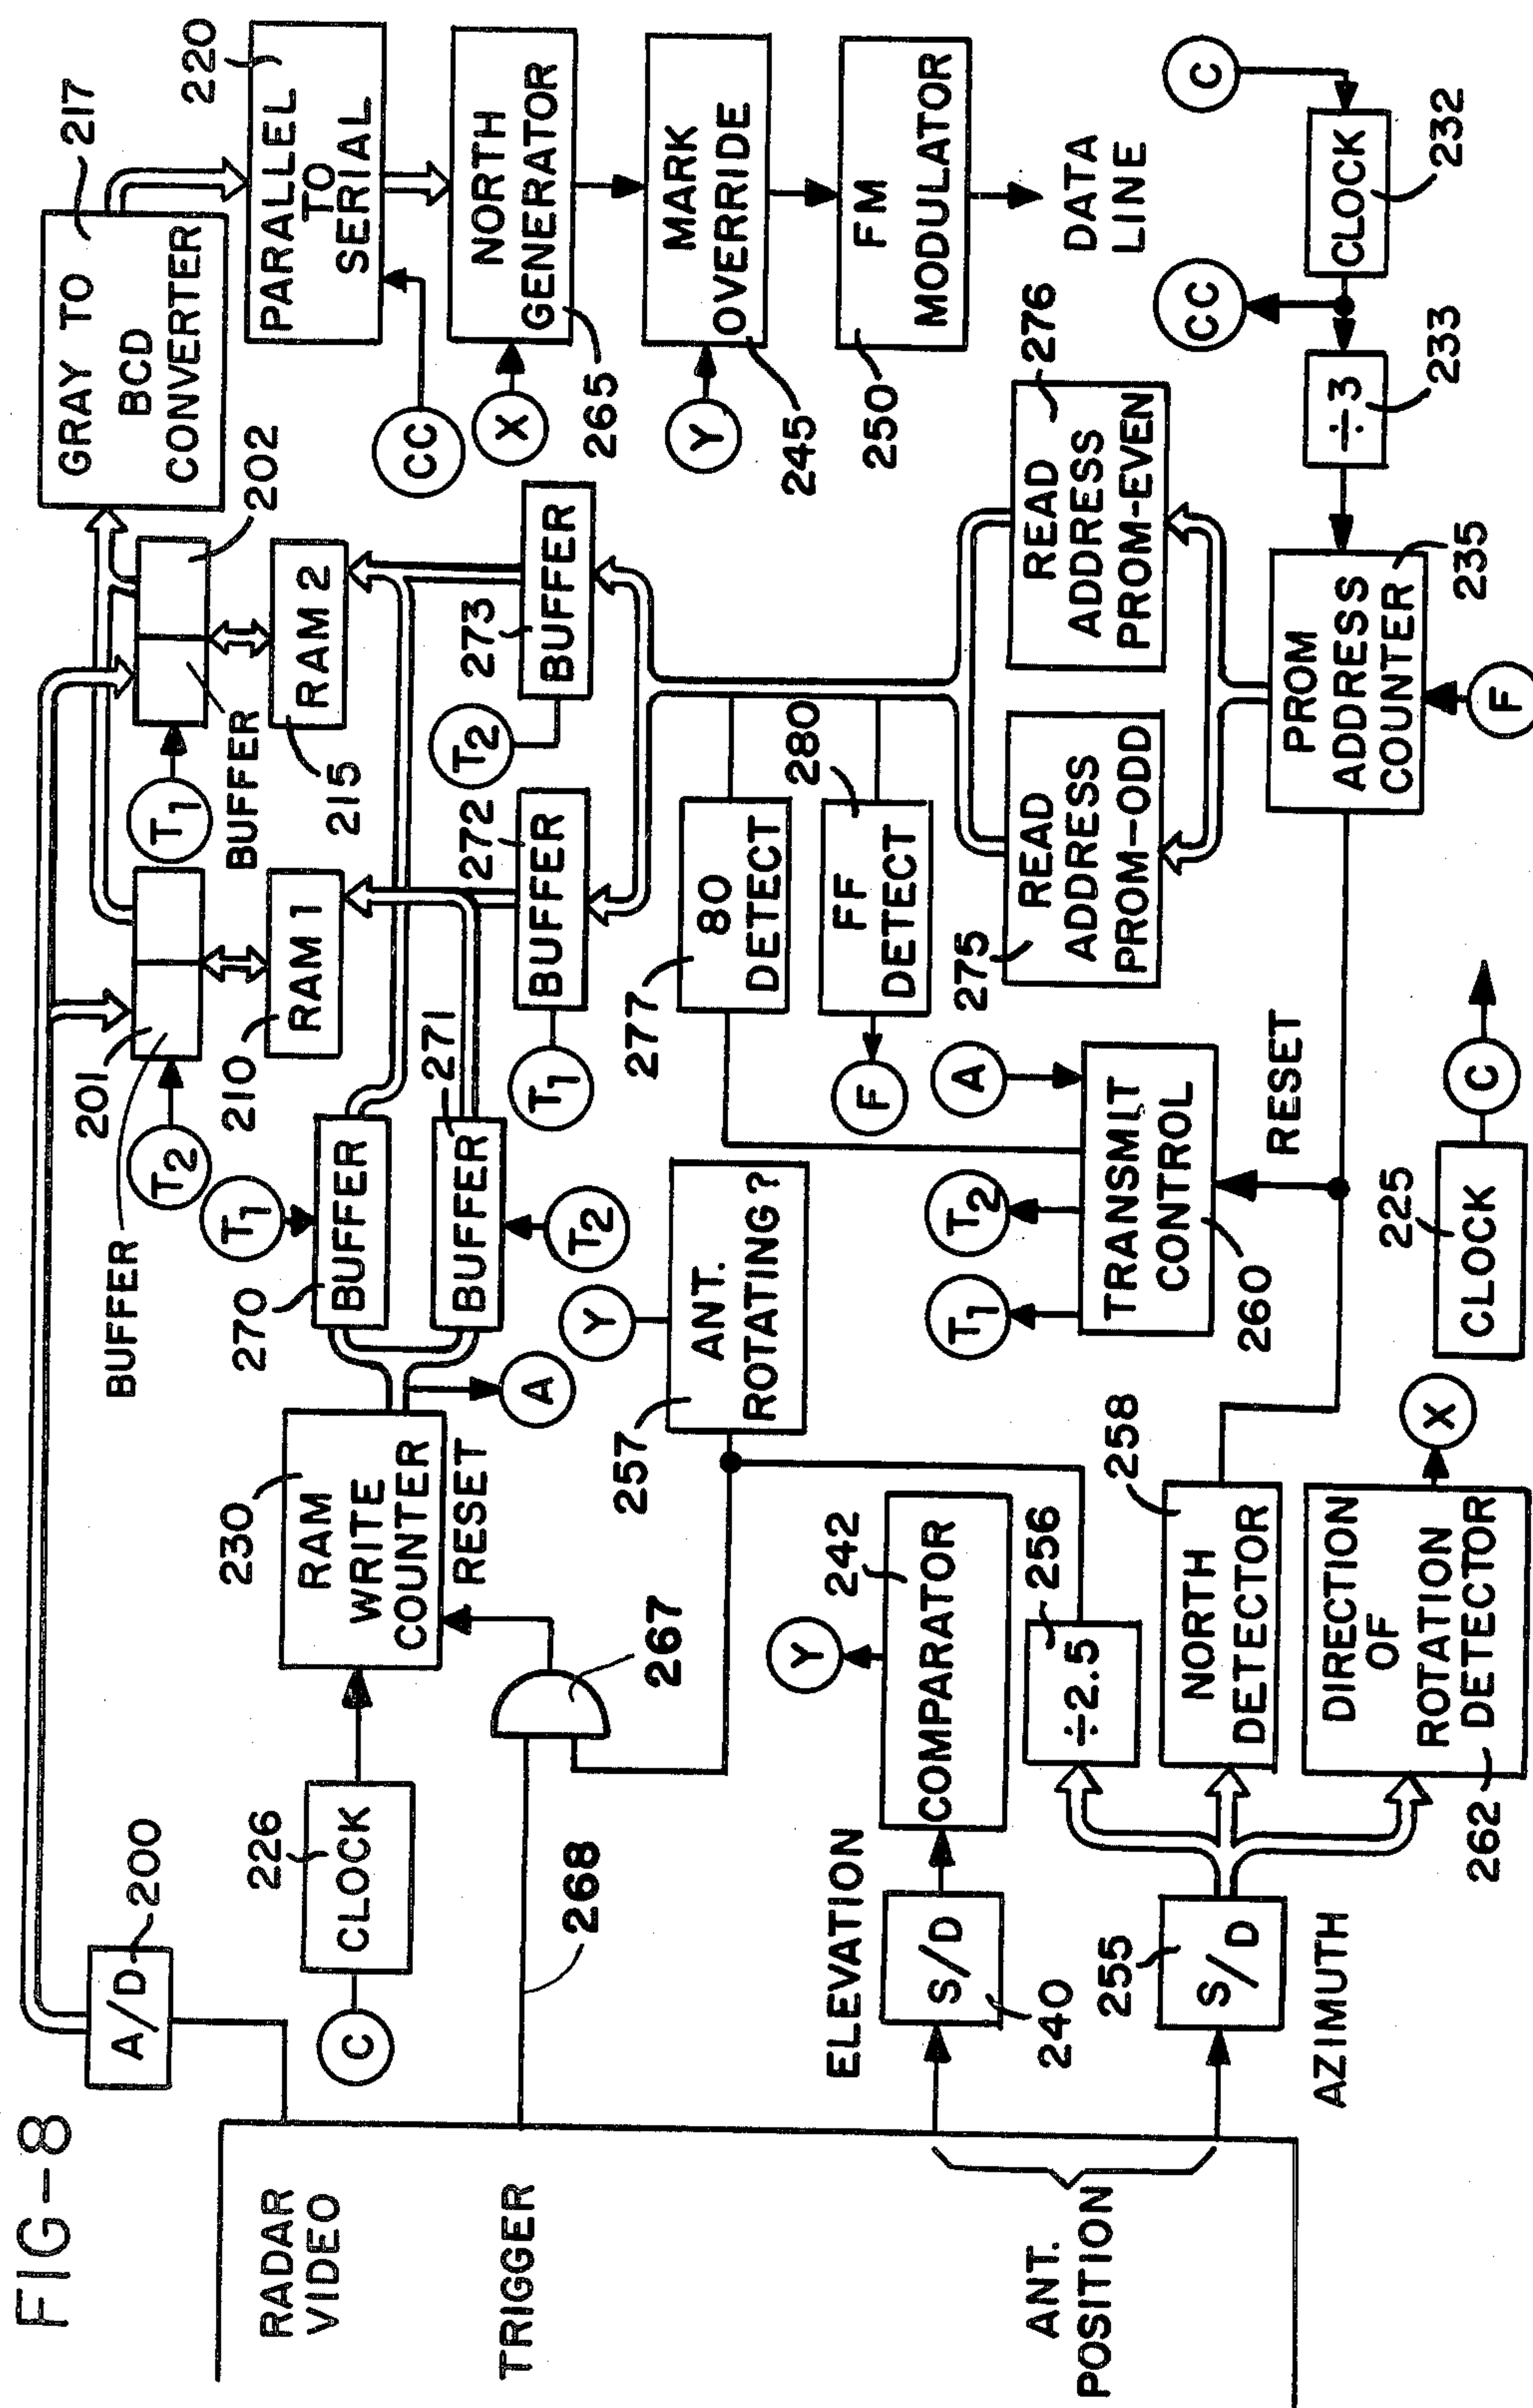 FIG-8
RADAR
VIDEO
TRIGGER
ANT.
POSITION
A/D
200
C
CLOCK
226
268
ELEVATION
S/D
240
255
S/D
AZIMUTH
RAM
WRITE
COUNTER
230
RESET
267
A
Y
242
COMPARATOR
÷2.5
256
NORTH
DETECTOR
258
DIRECTION
OF
ROTATION
DETECTOR
262
X
BUFFER
201
T2
T1
BUFFER
270
BUFFER
271
T2
Y
257
ANT.
ROTATING?
T1
T2
TRANSMIT
CONTROL
260
A
RESET
225
CLOCK
C
RAM 1
210
T1
BUFFER
202
RAM 2
215
BUFFER
272
T1
BUFFER
273
T2
80
DETECT
277
FF
DETECT
280
F
275
READ
ADDRESS
PROM-ODD
READ
ADDRESS
PROM-EVEN
276
PROM
ADDRESS
COUNTER
235
F
÷3
233
CC
CLOCK
232
C
GRAY TO
BCD
CONVERTER
217
PARALLEL
TO
SERIAL
220
CC
NORTH
GENERATOR
265
X
MARK
OVERRIDE
245
Y
FM
MODULATOR
250
DATA
LINE